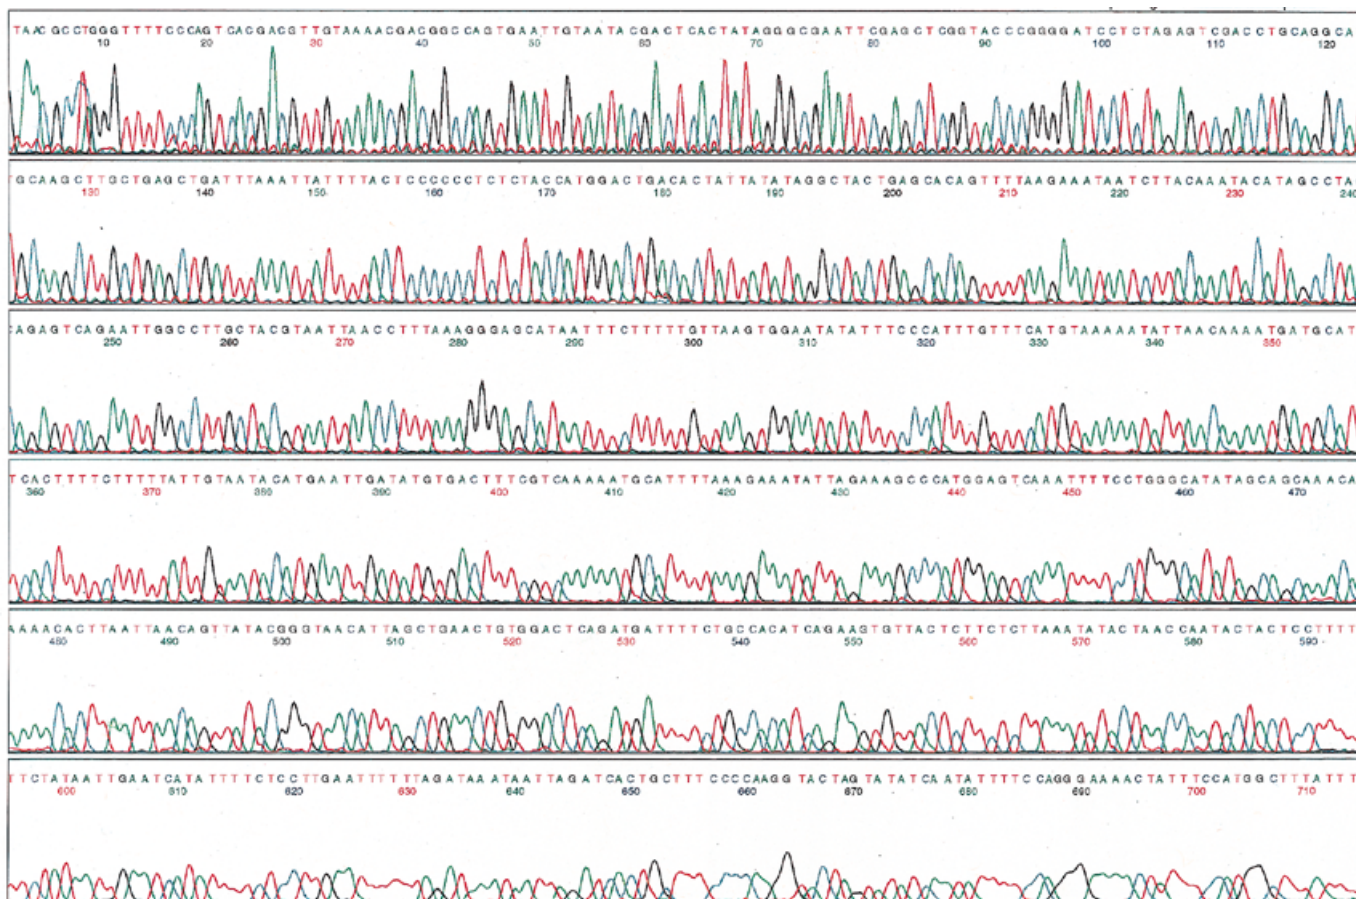 TAACGCCTGGGTTTTCCCAGTCACGACGTTGTAAAACGACGGCCAGTGAATTGTAATACGACTCACTATAGGGCGAATTCGAGCTCGGTACCCGGGGATCCTCTAGAGTCGACCTGCAGGCA
10 20 30 40 50 60 70 80 90 100 110 120
TGCAAGCTTGCTGAGCTGATTTAAATTATTTTACTCCCCCCTCTCTACCATGGACTGACACTATTATATAGGCTACTGAGCACAGTTTTAAGAAATAATCTTACAAATACATAGCCTA
130 140 150 160 170 180 190 200 210 220 230 240
CAGAGTCAGAATTGGCCTTGCTACGTAATTAACCTTTAAAGGGAGCATAATTTCTTTTTGTTAAGTGGAATATATTTCCCATTTGTTTCATGTAAAAATATTAACAAAATGATGCAT
250 260 270 280 290 300 310 320 330 340 350
TCACTTTTCTTTTTATTGTAATACATGAATTGATATGTGACTTTCGTCAAAAATGCATTTTAAAGAAATATTAGAAAGCCCATGGAGTCAAATTTTCCTGGGCATATAGCAGCAAACA
360 370 380 390 400 410 420 430 440 450 460 470
AAAACACTTAATTAACAGTTATACGGGTAACATTAGCTGAACTGTGGACTCAGATGATTTTCTGCCACATCAGAAGTGTTACTCTTCTCTTAAATATACTAACCAATACTACTCCTTTT
480 490 500 510 520 530 540 550 560 570 580 590
TTCTATAATTGAATCATATTTTCTCCTTGAATTTTTTAGATAAATAATTAGATCACTGCTTTCCCCAAGGTACTAGTATATCAATATTTTCCAGGGAAAACTATTTCCATGGCTTTATTT
600 610 620 630 640 650 660 670 680 690 700 710